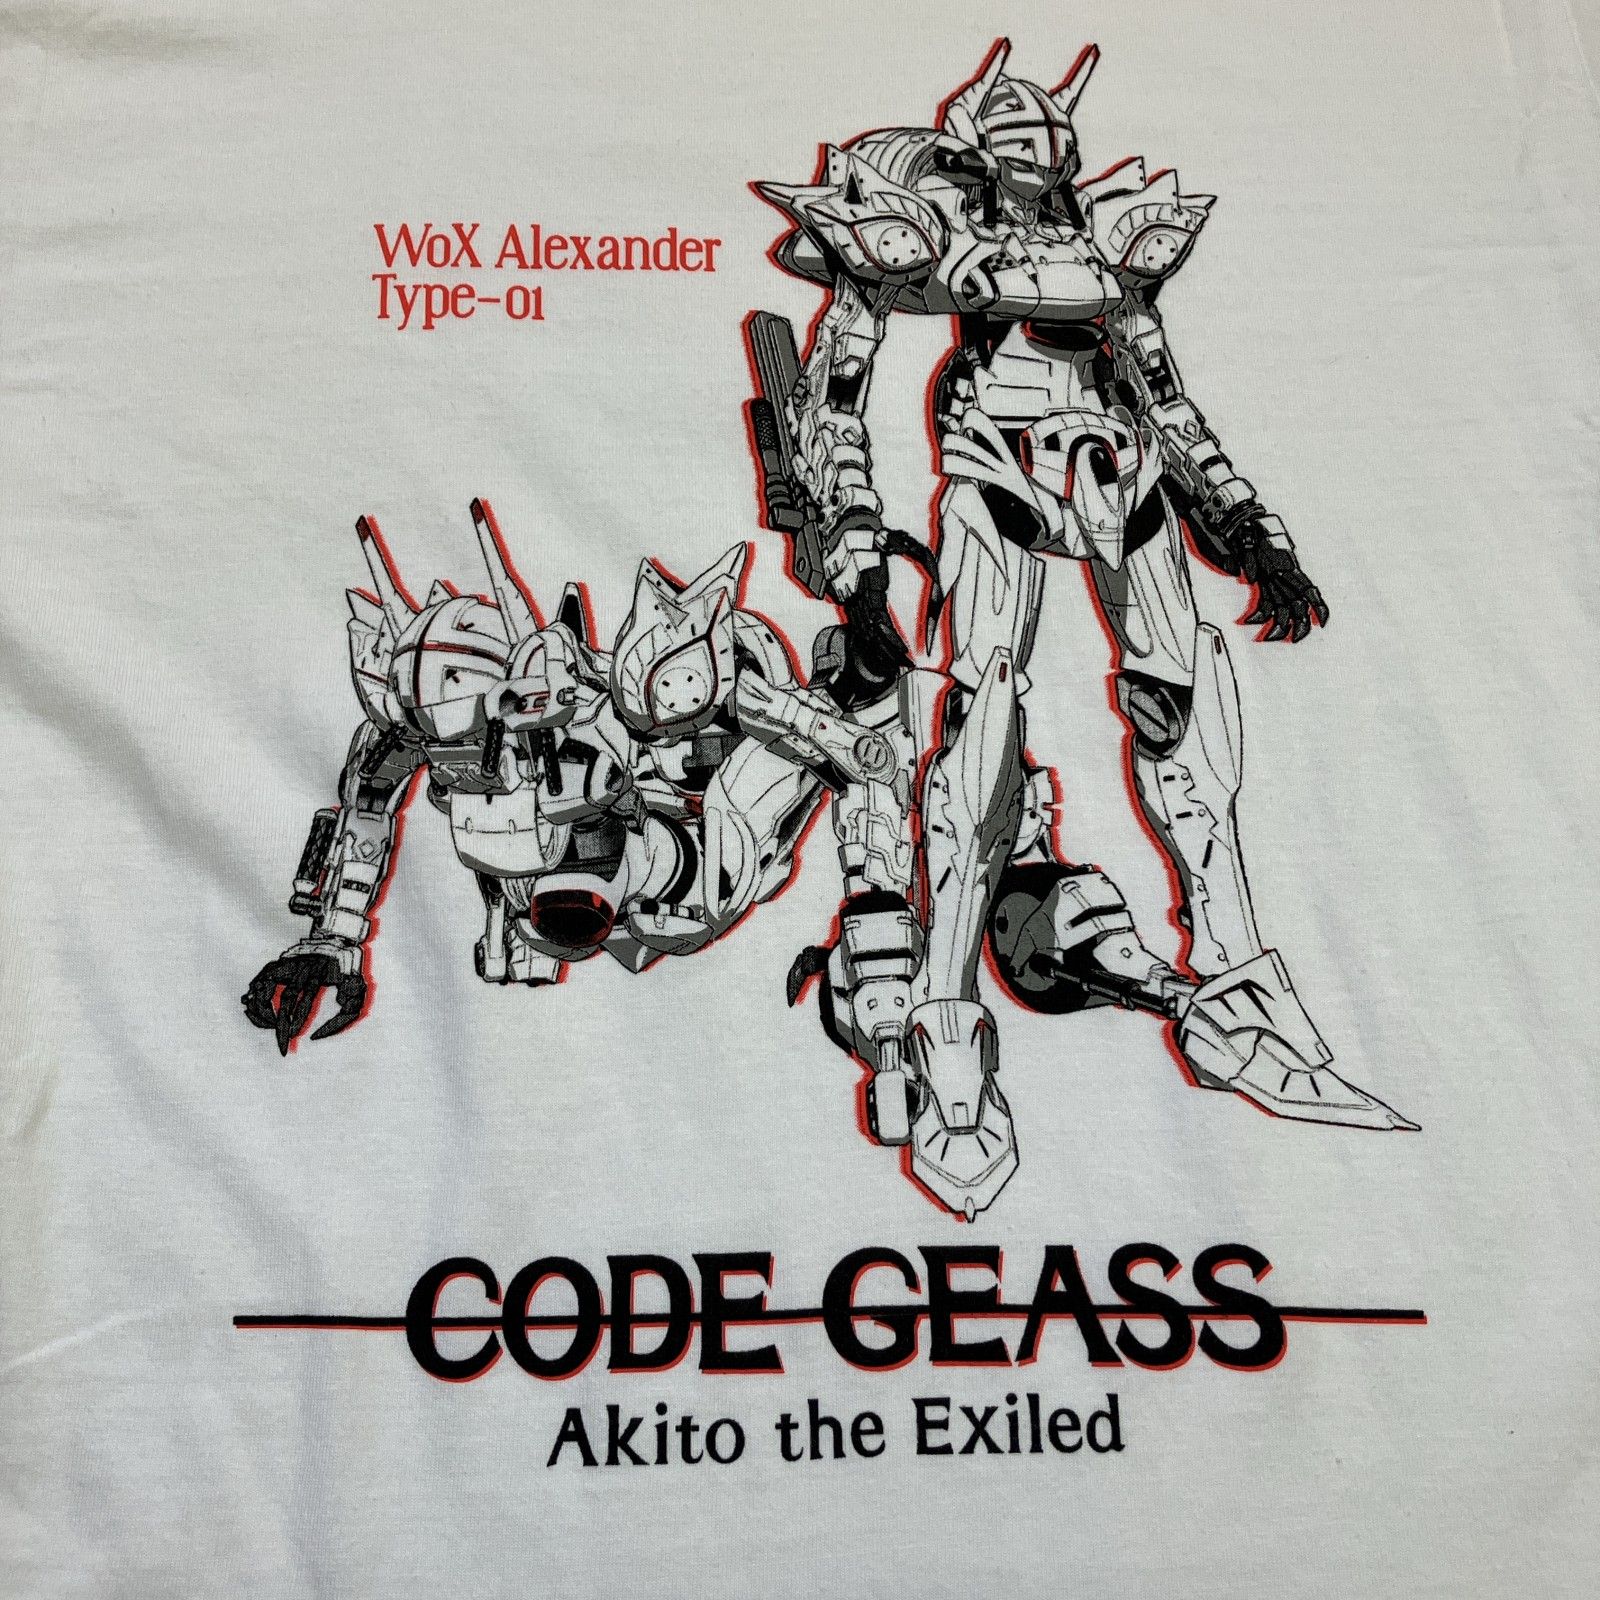 WoX Alexander
Type-01
CODE GEASS
Akito the Exiled